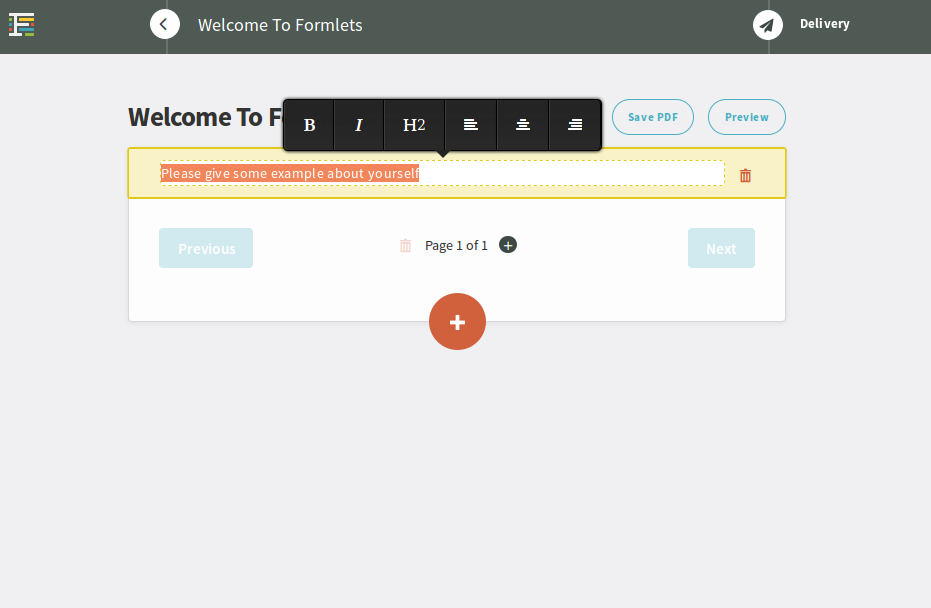 Welcome To Formlets
Delivery
Welcome To F
B I H2
Save PDF
Preview
Please give some example about yourself
Previous
Page 1 of 1
Next